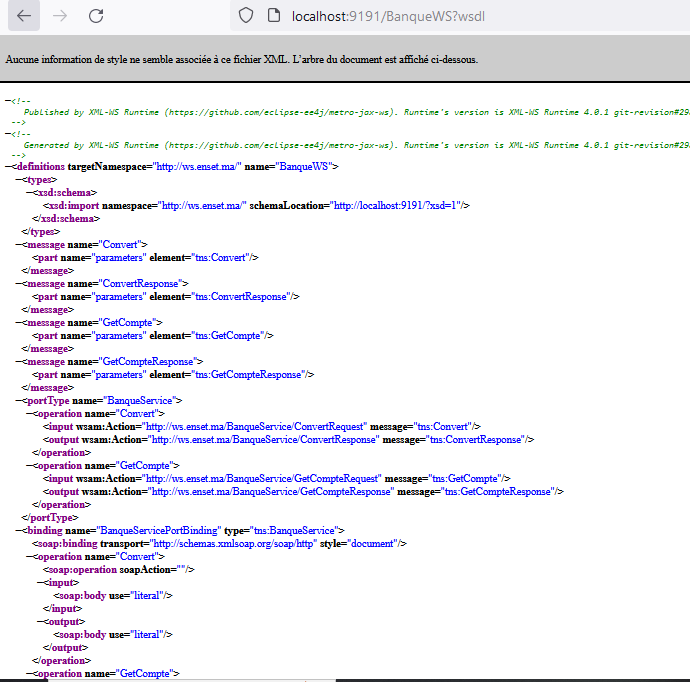 localhost:9191/BanqueWS?wsdl
Aucune information de style ne semble associée à ce fichier XML. L'arbre du document est affiché ci-dessous.
−<!--
Published by XML-WS Runtime (https://github.com/eclipse-ee4j/metro-jax-ws). Runtime's version is XML-WS Runtime 4.0.1 git-revision#29
-->
−<!--
Generated by XML-WS Runtime (https://github.com/eclipse-ee4j/metro-jax-ws). Runtime's version is XML-WS Runtime 4.0.1 git-revision#29
-->
−<definitions targetNamespace="http://ws.enset.ma/" name="BanqueWS">
−<types>
−<xsd:schema>
<xsd:import namespace="http://ws.enset.ma/" schemaLocation="http://localhost:9191/?xsd=1"/>
</xsd:schema>
</types>
−<message name="Convert">
<part name="parameters" element="tns:Convert"/>
</message>
−<message name="ConvertResponse">
<part name="parameters" element="tns:ConvertResponse"/>
</message>
−<message name="GetCompte">
<part name="parameters" element="tns:GetCompte"/>
</message>
−<message name="GetCompteResponse">
<part name="parameters" element="tns:GetCompteResponse"/>
</message>
−<portType name="BanqueService">
−<operation name="Convert">
<input wsam:Action="http://ws.enset.ma/BanqueService/ConvertRequest" message="tns:Convert"/>
<output wsam:Action="http://ws.enset.ma/BanqueService/ConvertResponse" message="tns:ConvertResponse"/>
</operation>
−<operation name="GetCompte">
<input wsam:Action="http://ws.enset.ma/BanqueService/GetCompteRequest" message="tns:GetCompte"/>
<output wsam:Action="http://ws.enset.ma/BanqueService/GetCompteResponse" message="tns:GetCompteResponse"/>
</operation>
</portType>
−<binding name="BanqueServicePortBinding" type="tns:BanqueService">
<soap:binding transport="http://schemas.xmlsoap.org/soap/http" style="document"/>
−<operation name="Convert">
<soap:operation soapAction=""/>
−<input>
<soap:body use="literal"/>
</input>
−<output>
<soap:body use="literal"/>
</output>
</operation>
−<operation name="GetCompte">